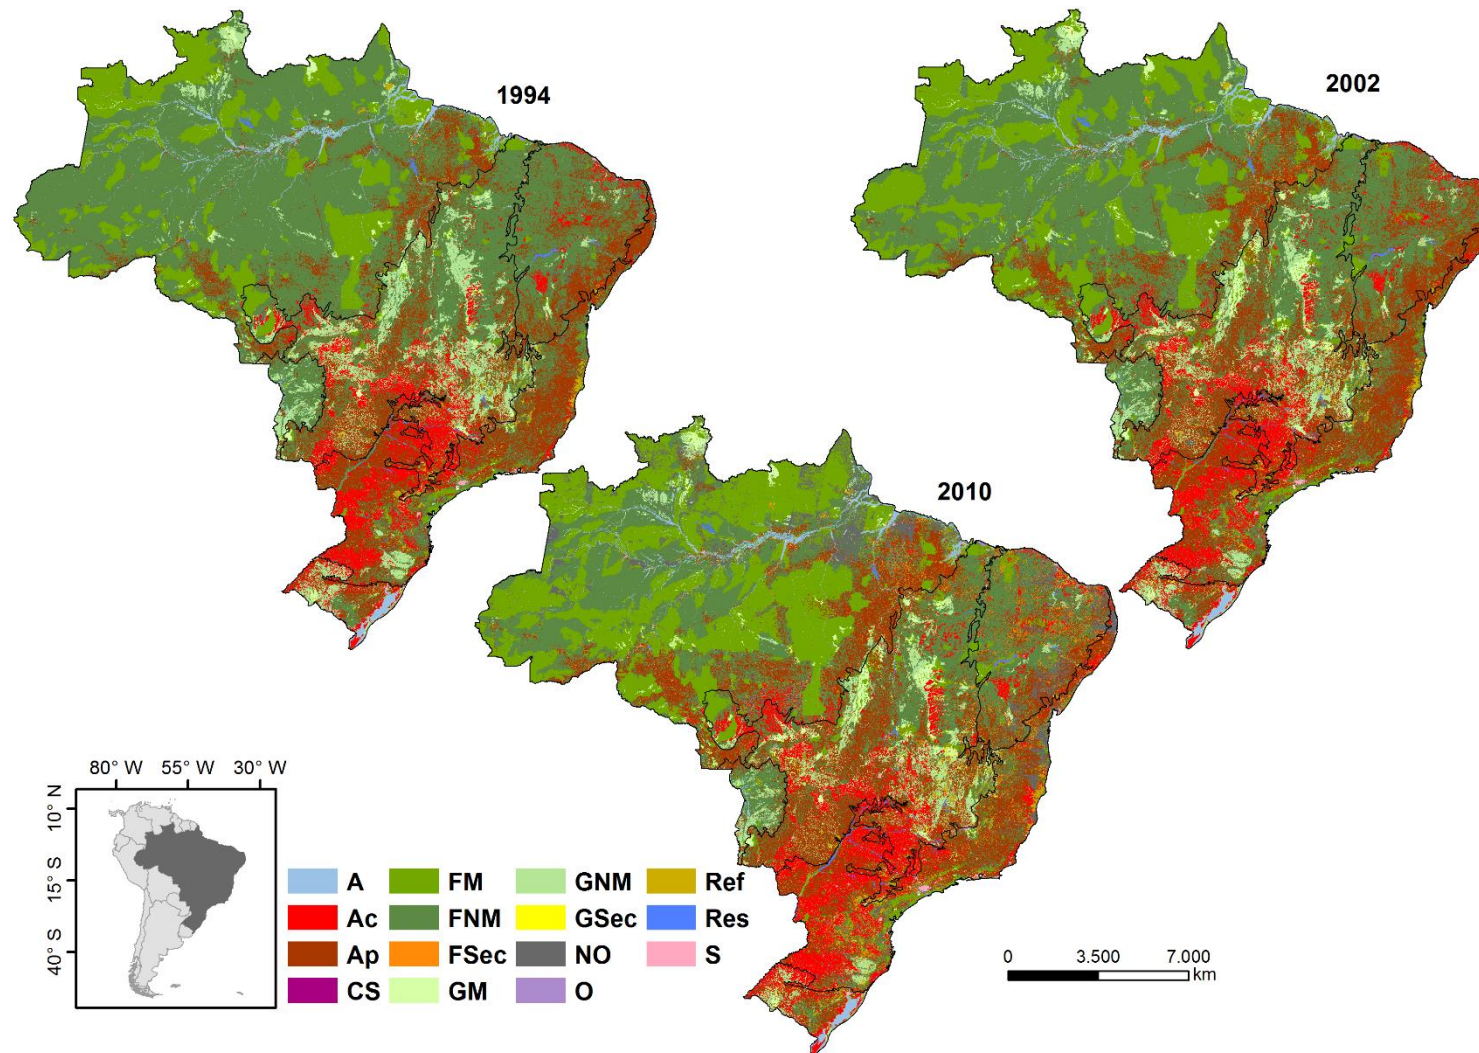 1994
2002
2010
80° W 55° W 30° W
10° N
15° S
40° S
A FM GNM Ref
Ac FNM GSec Res
Ap FSec NO S
CS GM O
0 3.500 7.000
km